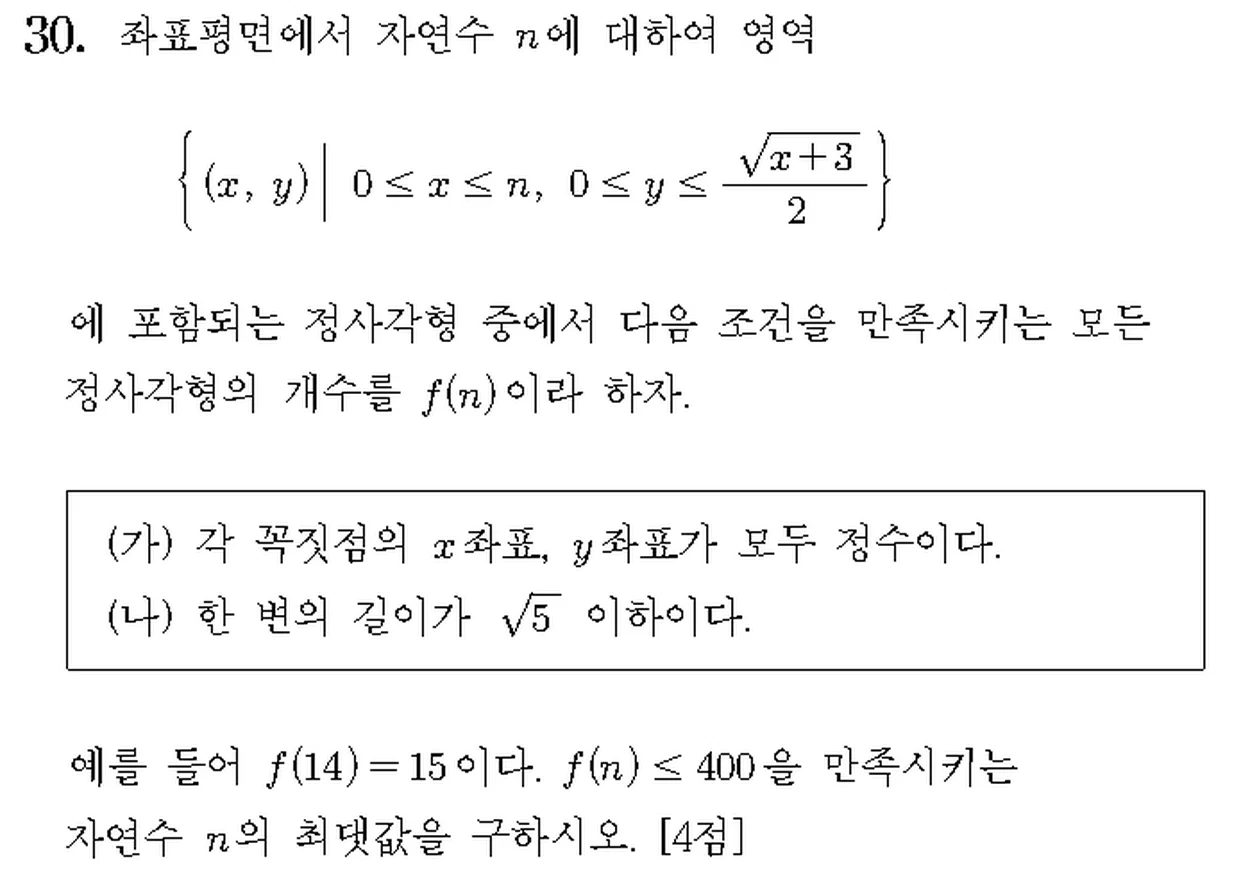 30. 좌표평면에서 자연수 n에 대하여 영역
{(x, y) | 0 ≤ x ≤ n, 0 ≤ y ≤ √(x+3)/2}
에 포함되는 정사각형 중에서 다음 조건을 만족시키는 모든
정사각형의 개수를 f(n)이라 하자.
(가) 각 꼭짓점의 x좌표, y좌표가 모두 정수이다.
(나) 한 변의 길이가 √5 이하이다.
예를 들어 f(14)=15이다. f(n) ≤ 400을 만족시키는
자연수 n의 최댓값을 구하시오. [4점]